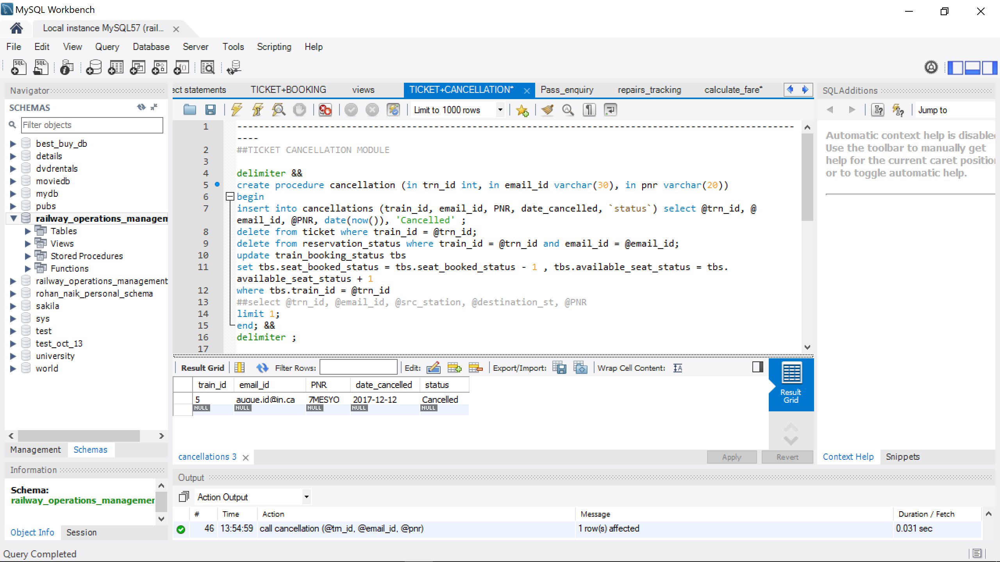 MySQL Workbench
Local instance MySQL57 (rail...
File Edit View Query Database Server Tools Scripting Help
Navigator
SCHEMAS
Filter objects
best_buy_db
details
dvdrentals
moviedb
mydb
pubs
railway_operations_managen
Tables
Views
Stored Procedures
Functions
railway_operations_management
rohan_naik_personal_schema
sakila
sys
test
test_oct_13
university
world
Management Schemas
Information
Schema:
railway_operations_managemer
Object Info Session
Query Completed
ect statements TICKET+BOOKING views TICKET+CANCELLATION* Pass_enquiry repairs_tracking calculate_fare*
Limit to 1000 rows
1 ------------------------------------------------------------------------------------------------------
----
2 ##TICKET CANCELLATION MODULE
3
4 delimiter &&
5 create procedure cancellation (in trn_id int, in email_id varchar(30), in pnr varchar(20))
6 begin
7 insert into cancellations (train_id, email_id, PNR, date_cancelled, `status`) select @trn_id, @
email_id, @PNR, date(now()), 'Cancelled' ;
8 delete from ticket where train_id = @trn_id;
9 delete from reservation_status where train_id = @trn_id and email_id = @email_id;
10 update train_booking_status tbs
11 set tbs.seat_booked_status = tbs.seat_booked_status - 1 , tbs.available_seat_status = tbs.
available_seat_status + 1
12 where tbs.train_id = @trn_id
13 ##select @trn_id, @email_id, @src_station, @destination_st, @PNR
14 limit 1;
15 end; &&
16 delimiter ;
17
Result Grid Filter Rows: Edit: Export/Import: Wrap Cell Content:
train_id email_id PNR date_cancelled status
5 augue.id@in.ca 7MESYO 2017-12-12 Cancelled
NULL NULL NULL NULL NULL
Result
Grid
cancellations 3 Apply Revert
Output
Action Output
# Time Action Message Duration / Fetch
46 13:54:59 call cancellation (@trn_id, @email_id, @pnr) 1 row(s) affected 0.031 sec
SQLAdditions
Jump to
Automatic context help is disable
Use the toolbar to manually get
help for the current caret positio
or to toggle automatic help.
Context Help Snippets